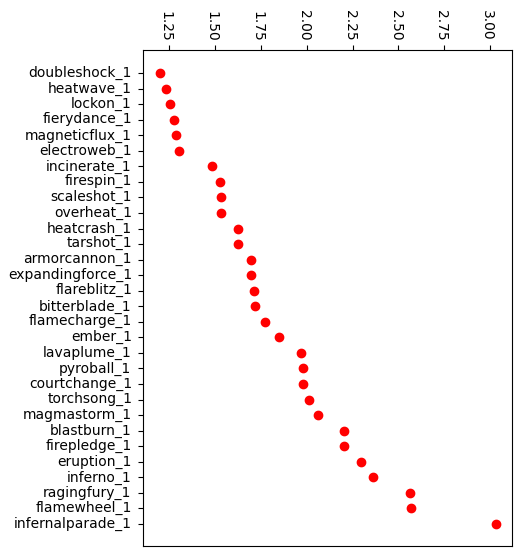 1.25 1.50 1.75 2.00 2.25 2.50 2.75 3.00
doubleshock_1
heatwave_1
lockon_1
fierydance_1
magneticflux_1
electroweb_1
incinerate_1
firespin_1
scaleshot_1
overheat_1
heatcrash_1
tarshot_1
armorcannon_1
expandingforce_1
flareblitz_1
bitterblade_1
flamecharge_1
ember_1
lavaplume_1
pyroball_1
courtchange_1
torchsong_1
magmastorm_1
blastburn_1
firepledge_1
eruption_1
inferno_1
ragingfury_1
flamewheel_1
infernalparade_1